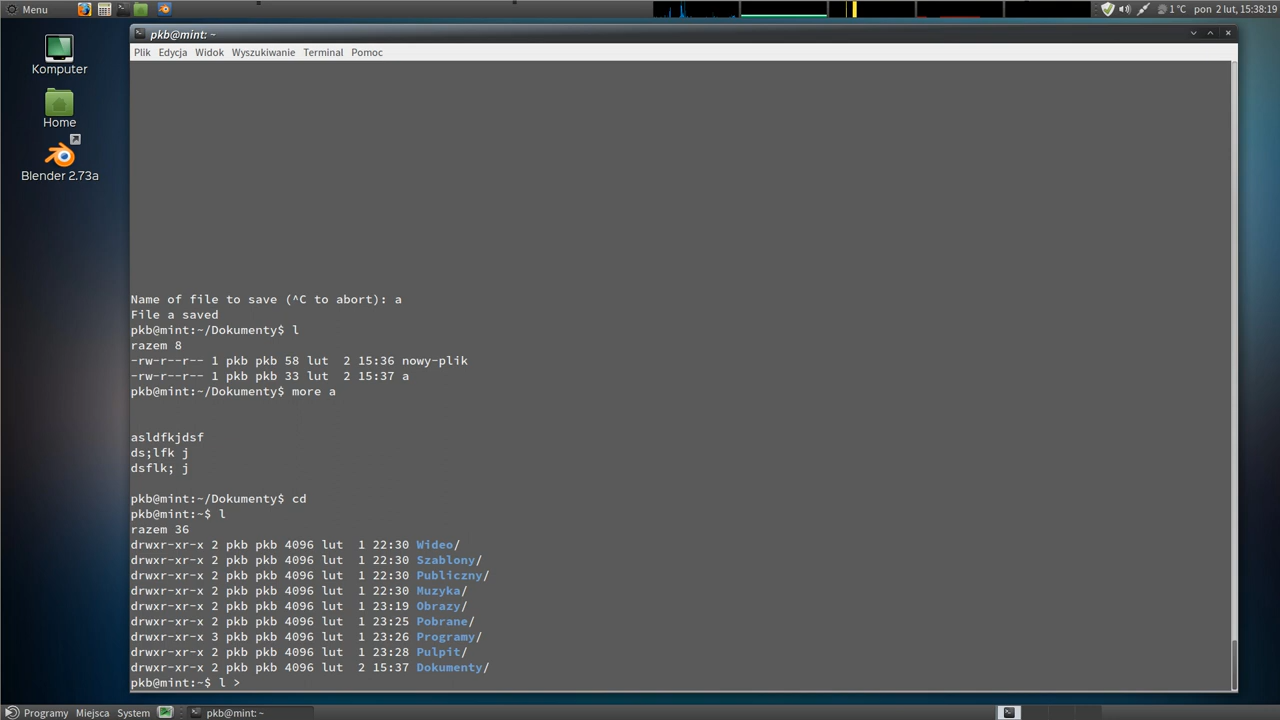 Menu
1 °C pon 2 lut, 15:38:19
Komputer
Home
Blender 2.73a
pkb@mint: ~
Plik Edycja Widok Wyszukiwanie Terminal Pomoc
Name of file to save (^C to abort): a
File a saved
pkb@mint:~/Dokumenty$ l
razem 8
-rw-r--r-- 1 pkb pkb 58 lut  2 15:36 nowy-plik
-rw-r--r-- 1 pkb pkb 33 lut  2 15:37 a
pkb@mint:~/Dokumenty$ more a
asldfkjdsf
ds;lfk j
dsflk; j
pkb@mint:~/Dokumenty$ cd
pkb@mint:~$ l
razem 36
drwxr-xr-x 2 pkb pkb 4096 lut  1 22:30 Wideo/
drwxr-xr-x 2 pkb pkb 4096 lut  1 22:30 Szablony/
drwxr-xr-x 2 pkb pkb 4096 lut  1 22:30 Publiczny/
drwxr-xr-x 2 pkb pkb 4096 lut  1 22:30 Muzyka/
drwxr-xr-x 2 pkb pkb 4096 lut  1 23:19 Obrazy/
drwxr-xr-x 2 pkb pkb 4096 lut  1 23:25 Pobrane/
drwxr-xr-x 3 pkb pkb 4096 lut  1 23:26 Programy/
drwxr-xr-x 2 pkb pkb 4096 lut  1 23:28 Pulpit/
drwxr-xr-x 2 pkb pkb 4096 lut  2 15:37 Dokumenty/
pkb@mint:~$ l >
Programy Miejsca System pkb@mint: ~